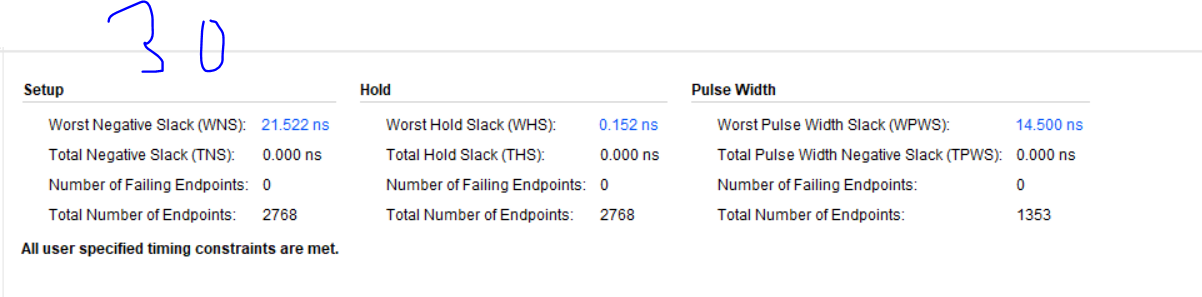 30
Setup Hold Pulse Width
Worst Negative Slack (WNS): 21.522 ns Worst Hold Slack (WHS): 0.152 ns Worst Pulse Width Slack (WPWS): 14.500 ns
Total Negative Slack (TNS): 0.000 ns Total Hold Slack (THS): 0.000 ns Total Pulse Width Negative Slack (TPWS): 0.000 ns
Number of Failing Endpoints: 0 Number of Failing Endpoints: 0 Number of Failing Endpoints: 0
Total Number of Endpoints: 2768 Total Number of Endpoints: 2768 Total Number of Endpoints: 1353
All user specified timing constraints are met.